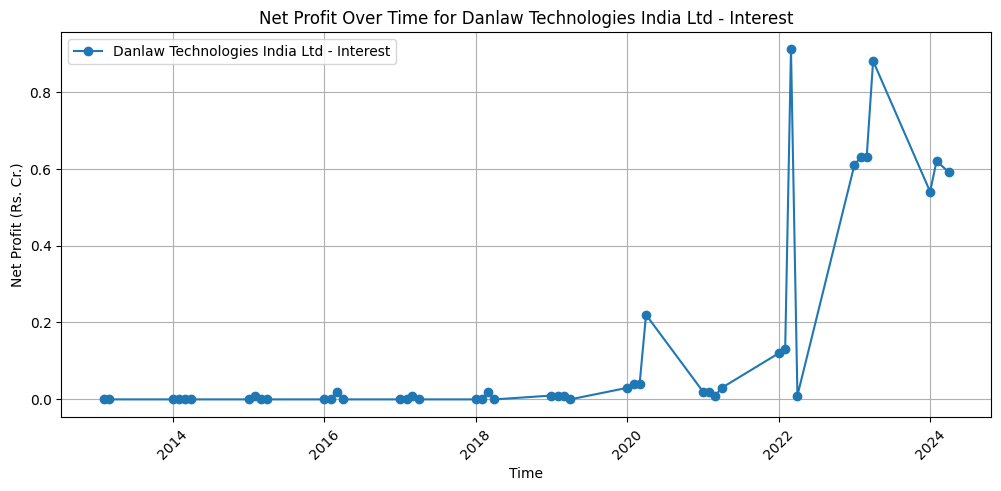 Net Profit Over Time for Danlaw Technologies India Ltd - Interest
Danlaw Technologies India Ltd - Interest
Net Profit (Rs. Cr.)
0.8
0.6
0.4
0.2
0.0
2014
2016
2018
2020
2022
2024
Time